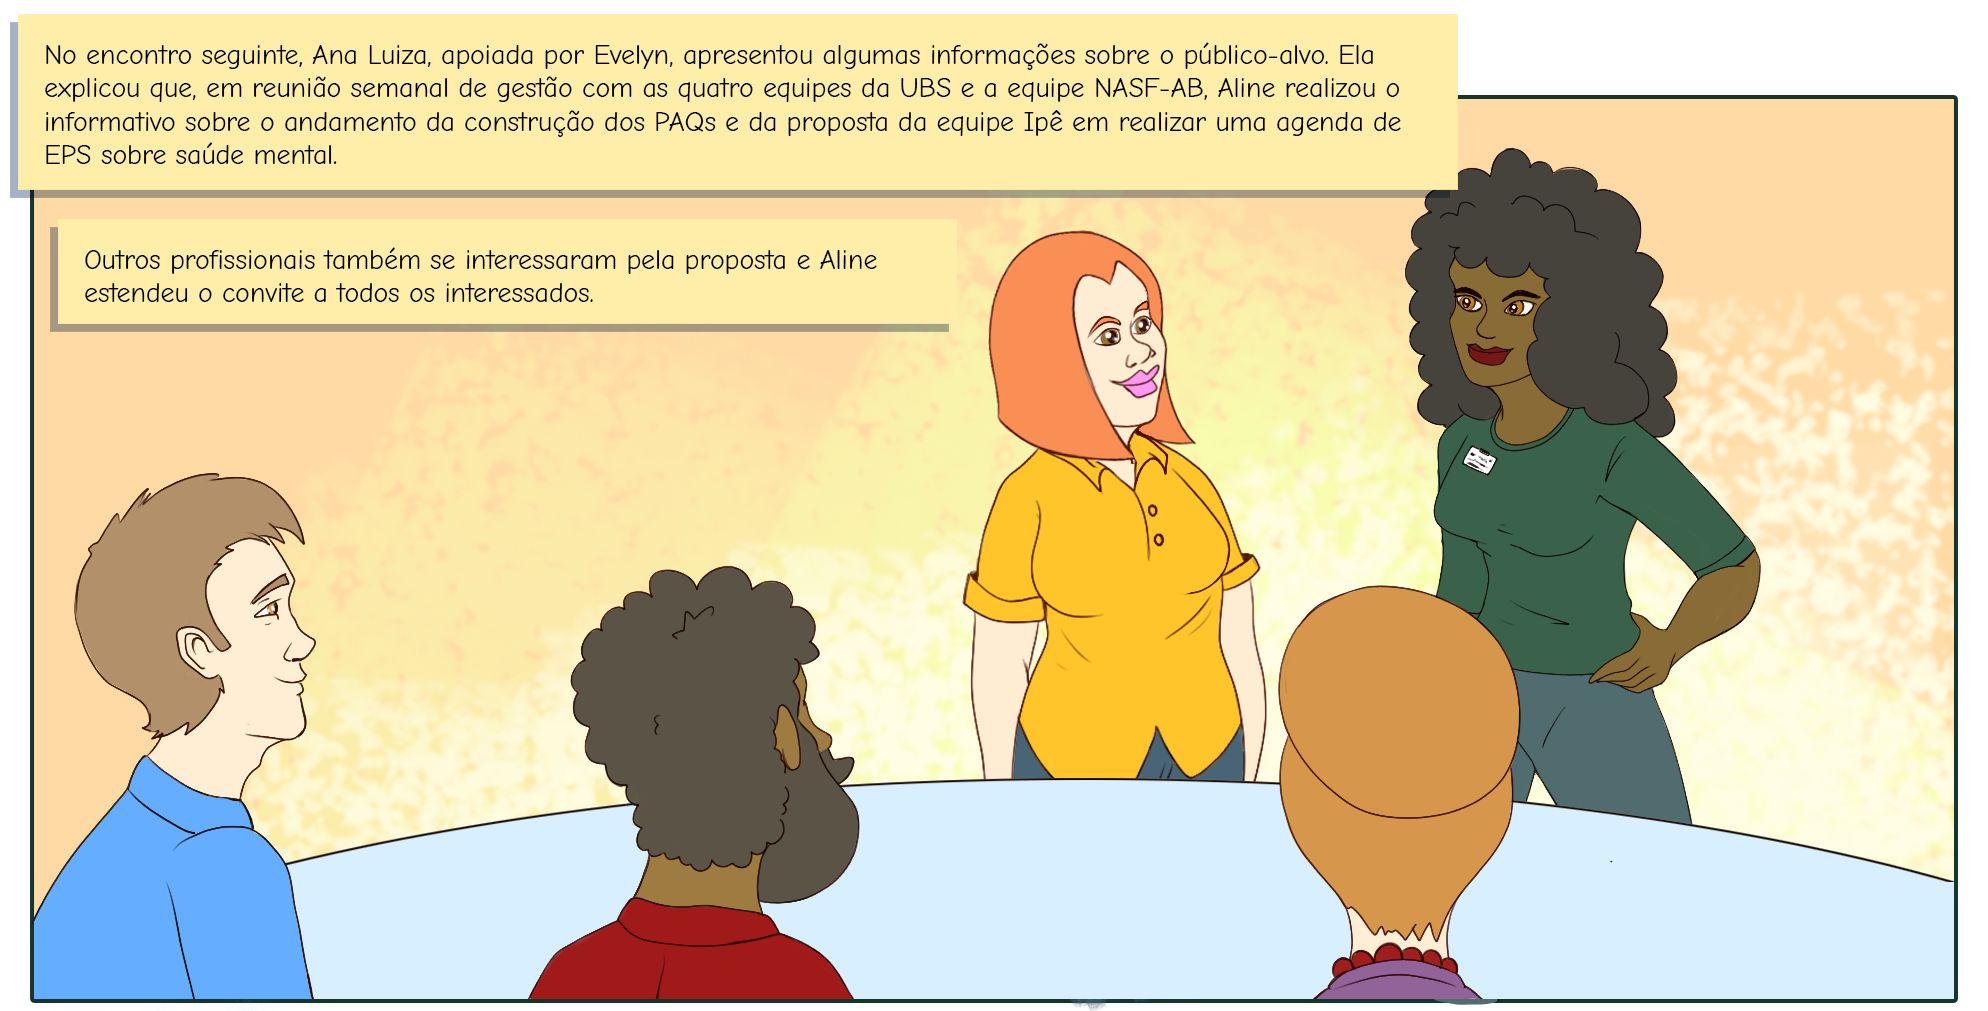 No encontro seguinte, Ana Luiza, apoiada por Evelyn, apresentou algumas informações sobre o público-alvo. Ela
explicou que, em reunião semanal de gestão com as quatro equipes da UBS e a equipe NASF-AB, Aline realizou o
informativo sobre o andamento da construção dos PAQs e da proposta da equipe Ipê em realizar uma agenda de
EPS sobre saúde mental.
Outros profissionais também se interessaram pela proposta e Aline
estendeu o convite a todos os interessados.